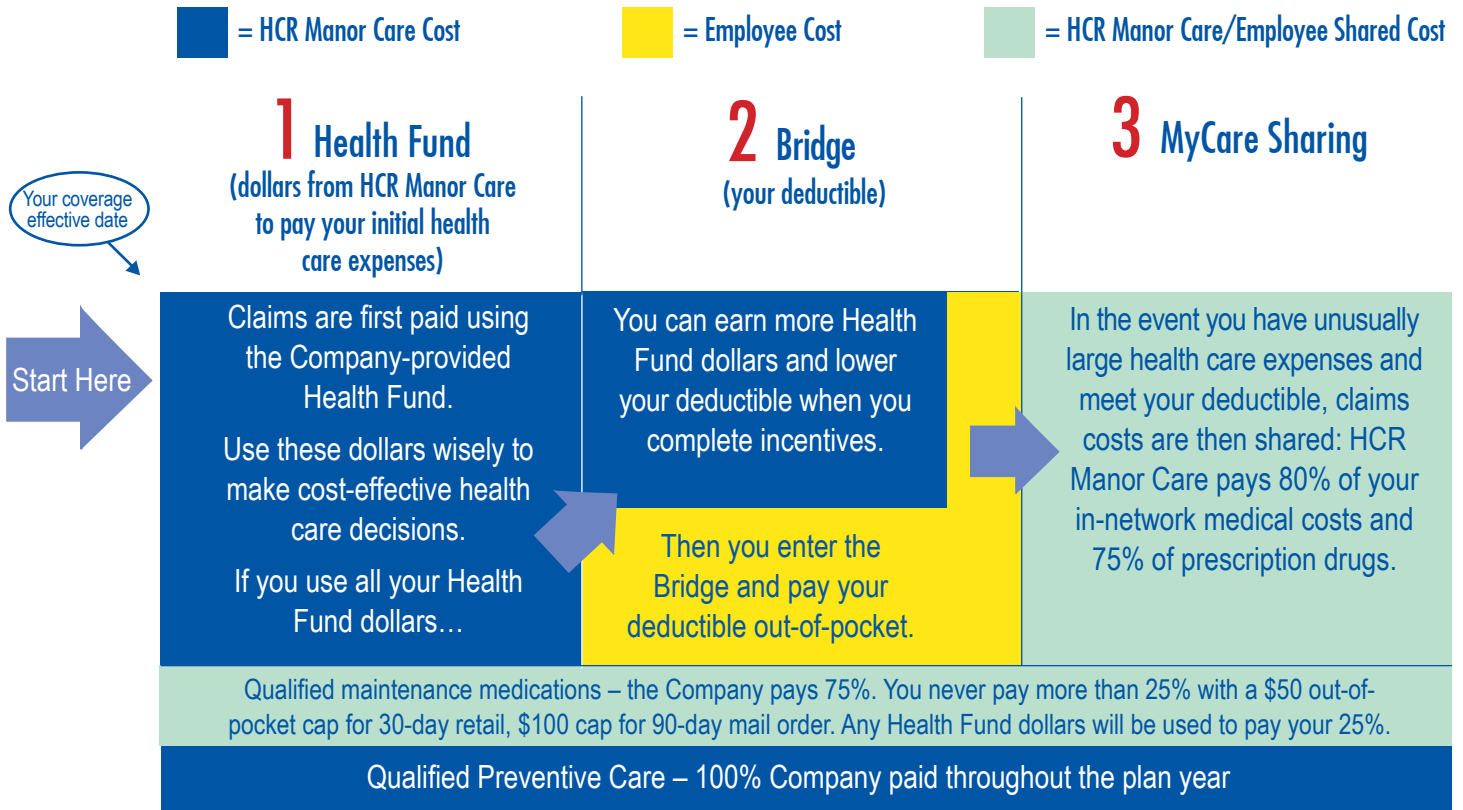 = HCR Manor Care Cost
= Employee Cost
= HCR Manor Care/Employee Shared Cost
1 Health Fund
(dollars from HCR Manor Care
to pay your initial health
care expenses)
2 Bridge
(your deductible)
3 MyCare Sharing
Your coverage
effective date
Start Here
Claims are first paid using
the Company-provided
Health Fund.
Use these dollars wisely to
make cost-effective health
care decisions.
If you use all your Health
Fund dollars…
You can earn more Health
Fund dollars and lower
your deductible when you
complete incentives.
Then you enter the
Bridge and pay your
deductible out-of-pocket.
In the event you have unusually
large health care expenses and
meet your deductible, claims
costs are then shared: HCR
Manor Care pays 80% of your
in-network medical costs and
75% of prescription drugs.
Qualified maintenance medications – the Company pays 75%. You never pay more than 25% with a $50 out-of-
pocket cap for 30-day retail, $100 cap for 90-day mail order. Any Health Fund dollars will be used to pay your 25%.
Qualified Preventive Care – 100% Company paid throughout the plan year